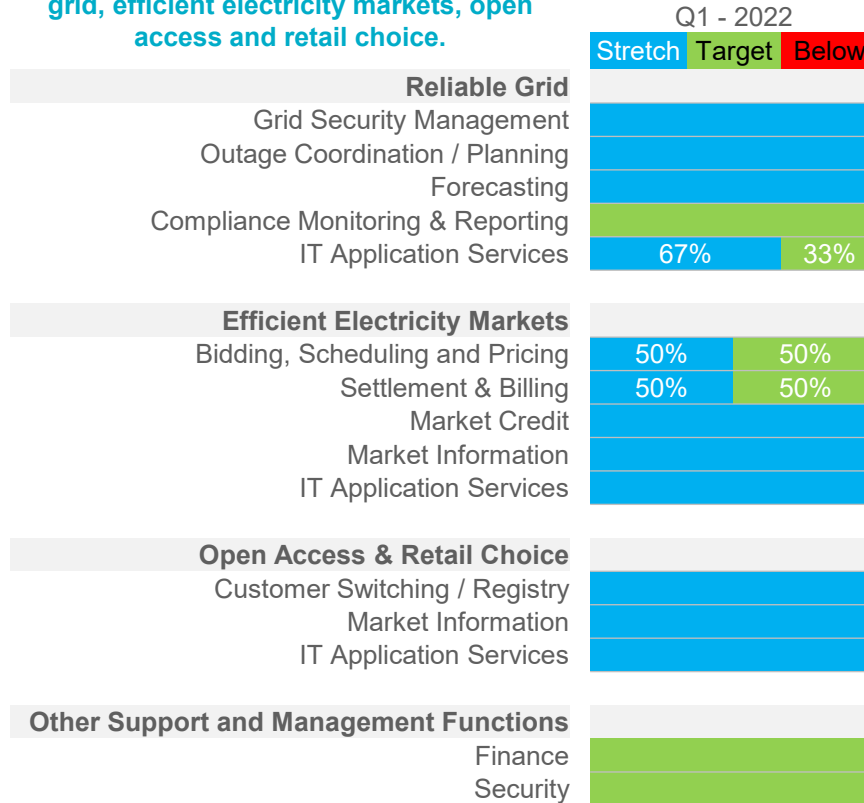 grid, efficient electricity markets, open
access and retail choice.
Q1 - 2022
Stretch Target Below
Reliable Grid
Grid Security Management
Outage Coordination / Planning
Forecasting
Compliance Monitoring & Reporting
IT Application Services 67% 33%
Efficient Electricity Markets
Bidding, Scheduling and Pricing 50% 50%
Settlement & Billing 50% 50%
Market Credit
Market Information
IT Application Services
Open Access & Retail Choice
Customer Switching / Registry
Market Information
IT Application Services
Other Support and Management Functions
Finance
Security